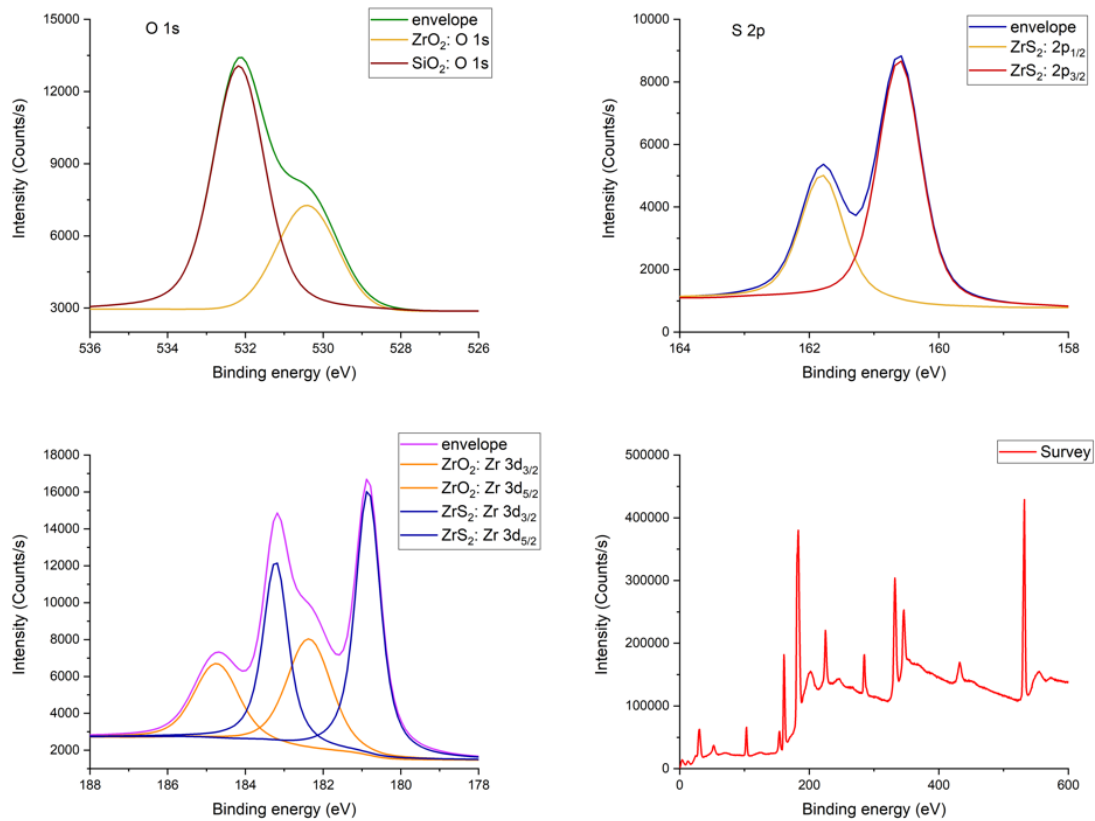 O 1s
envelope
ZrO₂: O 1s
SiO₂: O 1s
15000
12000
9000
6000
3000
Intensity (Counts/s)
536 534 532 530 528 526
Binding energy (eV)
S 2p
envelope
ZrS₂: 2p₁/₂
ZrS₂: 2p₃/₂
10000
8000
6000
4000
2000
0
Intensity (Counts/s)
164 162 160 158
Binding energy (eV)
envelope
ZrO₂: Zr 3d₃/₂
ZrO₂: Zr 3d₅/₂
ZrS₂: Zr 3d₃/₂
ZrS₂: Zr 3d₅/₂
18000
16000
14000
12000
10000
8000
6000
4000
2000
Intensity (Counts/s)
188 186 184 182 180 178
Binding energy (eV)
Survey
500000
400000
300000
200000
100000
0
Intensity (Counts/s)
0 200 400 600
Binding energy (eV)